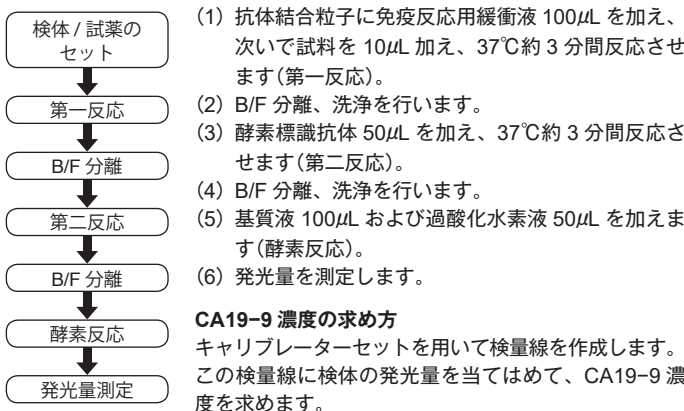 検体 / 試薬の
セット
第一反応
B/F 分離
第二反応
B/F 分離
酵素反応
発光量測定
(1) 抗体結合粒子に免疫反応用緩衝液 100μL を加え、
次いで試料を 10μL 加え、37℃約 3 分間反応させ
ます(第一反応)。
(2) B/F 分離、洗浄を行います。
(3) 酵素標識抗体 50μL を加え、37℃約 3 分間反応さ
せます(第二反応)。
(4) B/F 分離、洗浄を行います。
(5) 基質液 100μL および過酸化水素液 50μL を加えま
す(酵素反応)。
(6) 発光量を測定します。
CA19−9 濃度の求め方
キャリブレーターセットを用いて検量線を作成します。
この検量線に検体の発光量を当てはめて、CA19−9 濃
度を求めます。